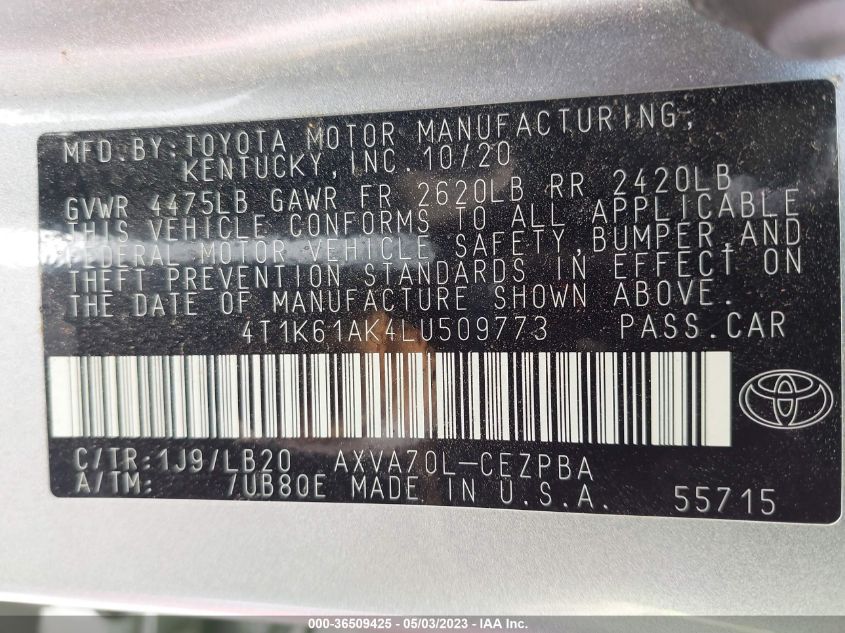 MFD.BY:TOYOTA MOTOR MANUFACTURING,
KENTUCKY,INC. 10/20
GVWR 4475LB GAWR FR 2620LB RR 2420LB
THIS VEHICLE CONFORMS TO ALL APPLICABLE
FEDERAL MOTOR VEHICLE SAFETY,BUMPER,AND
THEFT PREVENTION STANDARDS IN EFFECT ON
THE DATE OF MANUFACTURE SHOWN ABOVE.
4T1K61AK4LU509773 PASS.CAR
C/TR:1J9/LB20 AXVA70L-CEZPBA
A/TM: /UB80E MADE IN U.S.A. 55715
000-36509425 - 05/03/2023 - IAA Inc.